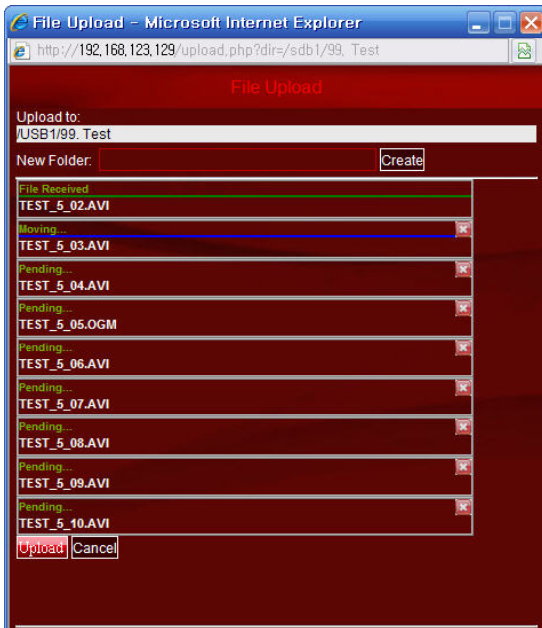 File Upload - Microsoft Internet Explorer
http://192.168.123.129/upload.php?dir=/sdb1/99. Test
File Upload
Upload to:
/USB1/99. Test
New Folder: Create
File Received
TEST_5_02.AVI
Moving...
TEST_5_03.AVI
Pending...
TEST_5_04.AVI
Pending...
TEST_5_05.OGM
Pending...
TEST_5_06.AVI
Pending...
TEST_5_07.AVI
Pending...
TEST_5_08.AVI
Pending...
TEST_5_09.AVI
Pending...
TEST_5_10.AVI
Upload Cancel